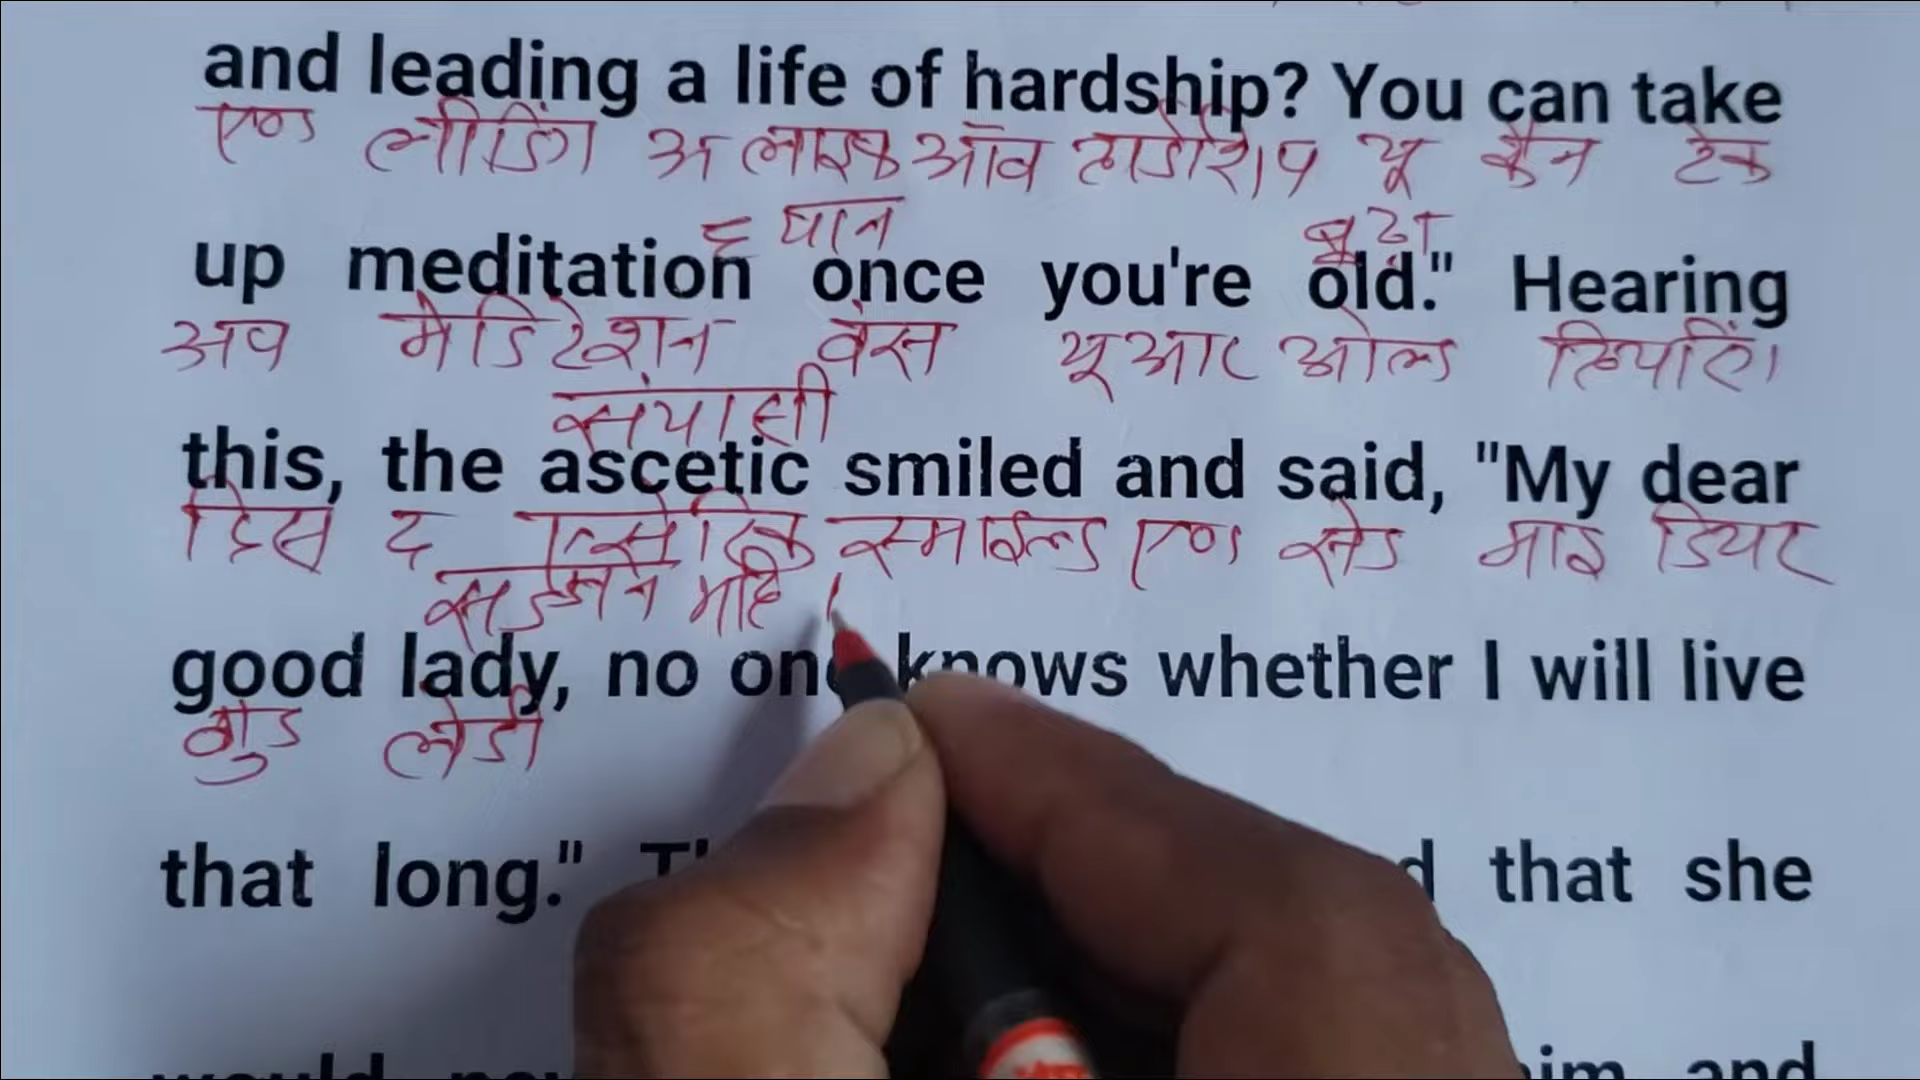 and leading a life of hardship? You can take
एण्ड लीडिंग अ लाइफ ऑव हार्डशिप यू कैन टेक
ध्यान बूढ़ा
up meditation once you're old." Hearing
अप मेडिटेशन वंस यूआर ओल्ड हियरिंग
संयासी
this, the ascetic smiled and said, "My dear
दिस द एसेटिक स्माइल्ड एण्ड सेड माइ डियर
सज्जन महि
good lady, no one knows whether I will live
गुड लेडी
that long." that she
and